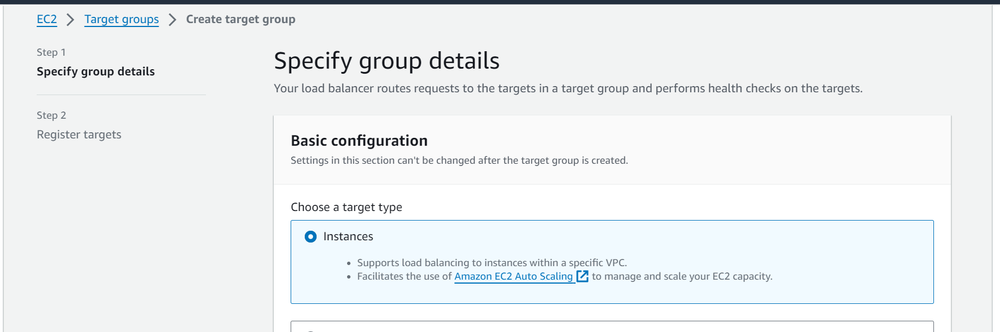 EC2 > Target groups > Create target group
Step 1
Specify group details
Step 2
Register targets
Specify group details
Your load balancer routes requests to the targets in a target group and performs health checks on the targets.
Basic configuration
Settings in this section can't be changed after the target group is created.
Choose a target type
Instances
• Supports load balancing to instances within a specific VPC.
• Facilitates the use of Amazon EC2 Auto Scaling to manage and scale your EC2 capacity.